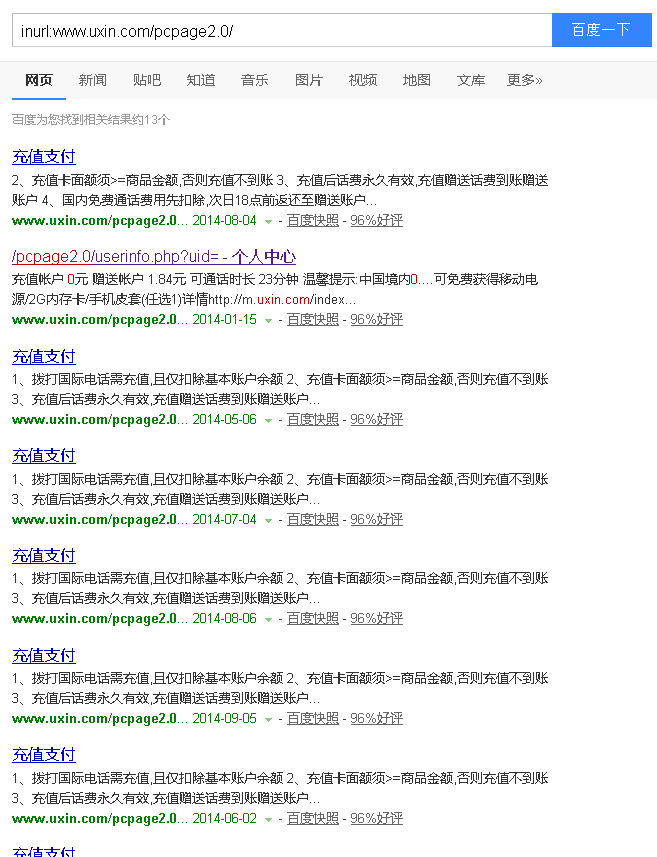 inurl:www.uxin.com/pcpage2.0/ 百度一下
网页 新闻 贴吧 知道 音乐 图片 视频 地图 文库 更多»
百度为您找到相关结果约13个
充值支付
2、充值卡面额须>=商品金额,否则充值不到账 3、充值后话费永久有效,充值赠送话费到账赠送
账户 4、国内免费通话费用先扣除,次日18点前返还至赠送账户...
www.uxin.com/pcpage2.0... 2014-08-04 - 百度快照 - 96%好评
/pcpage2.0/userinfo.php?uid= - 个人中心
充值帐户 0元 赠送帐户 1.84元 可通话时长 23分钟 温馨提示:中国境内0....可免费获得移动电
源/2G内存卡/手机皮套(任选1)详情http://m.uxin.com/index...
www.uxin.com/pcpage2.0... 2014-01-15 - 百度快照 - 96%好评
充值支付
1、拨打国际电话需充值,且仅扣除基本账户余额 2、充值卡面额须>=商品金额,否则充值不到账
3、充值后话费永久有效,充值赠送话费到账赠送账户...
www.uxin.com/pcpage2.0... 2014-05-06 - 百度快照 - 96%好评
充值支付
1、拨打国际电话需充值,且仅扣除基本账户余额 2、充值卡面额须>=商品金额,否则充值不到账
3、充值后话费永久有效,充值赠送话费到账赠送账户...
www.uxin.com/pcpage2.0... 2014-07-04 - 百度快照 - 96%好评
充值支付
1、拨打国际电话需充值,且仅扣除基本账户余额 2、充值卡面额须>=商品金额,否则充值不到账
3、充值后话费永久有效,充值赠送话费到账赠送账户...
www.uxin.com/pcpage2.0... 2014-08-06 - 百度快照 - 96%好评
充值支付
1、拨打国际电话需充值,且仅扣除基本账户余额 2、充值卡面额须>=商品金额,否则充值不到账
3、充值后话费永久有效,充值赠送话费到账赠送账户...
www.uxin.com/pcpage2.0... 2014-09-05 - 百度快照 - 96%好评
充值支付
1、拨打国际电话需充值,且仅扣除基本账户余额 2、充值卡面额须>=商品金额,否则充值不到账
3、充值后话费永久有效,充值赠送话费到账赠送账户...
www.uxin.com/pcpage2.0... 2014-06-02 - 百度快照 - 96%好评
充值支付